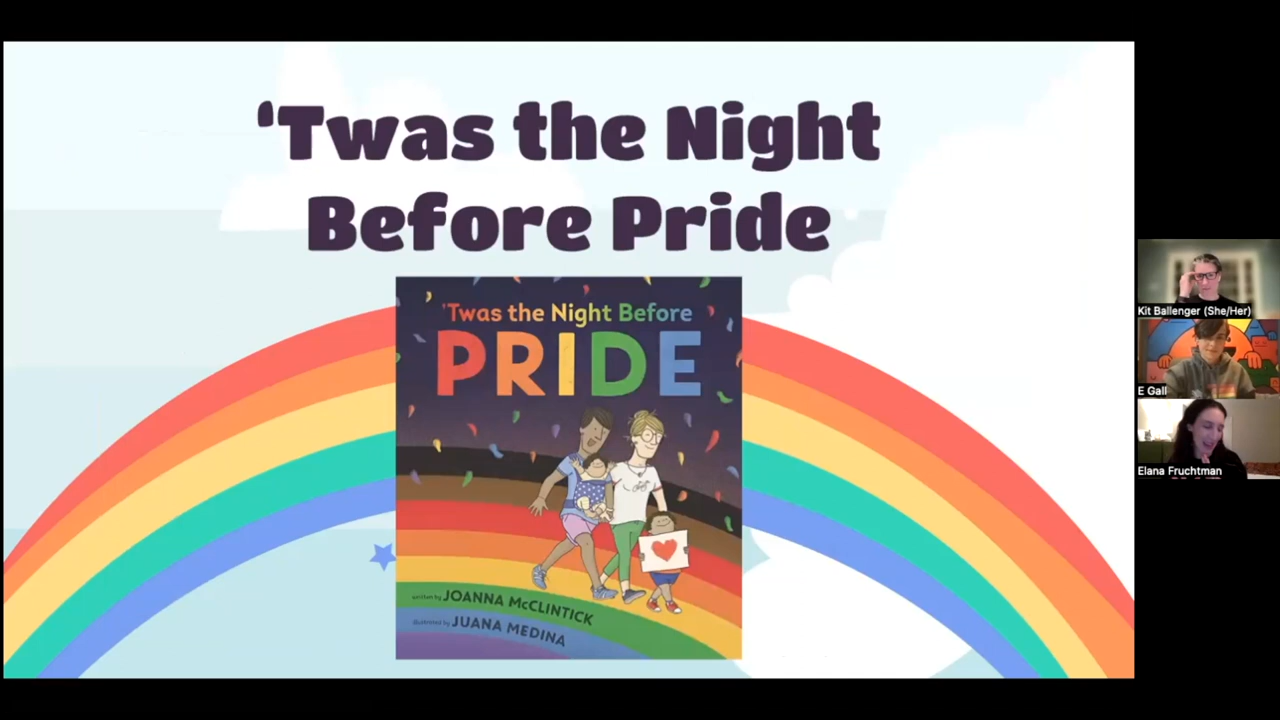 ‘Twas the Night
Before Pride
'Twas the Night Before
PRIDE
written by JOANNA McCLINTICK
illustrated by JUANA MEDINA
Kit Ballenger (She/Her)
E Gall
Elana Fruchtman